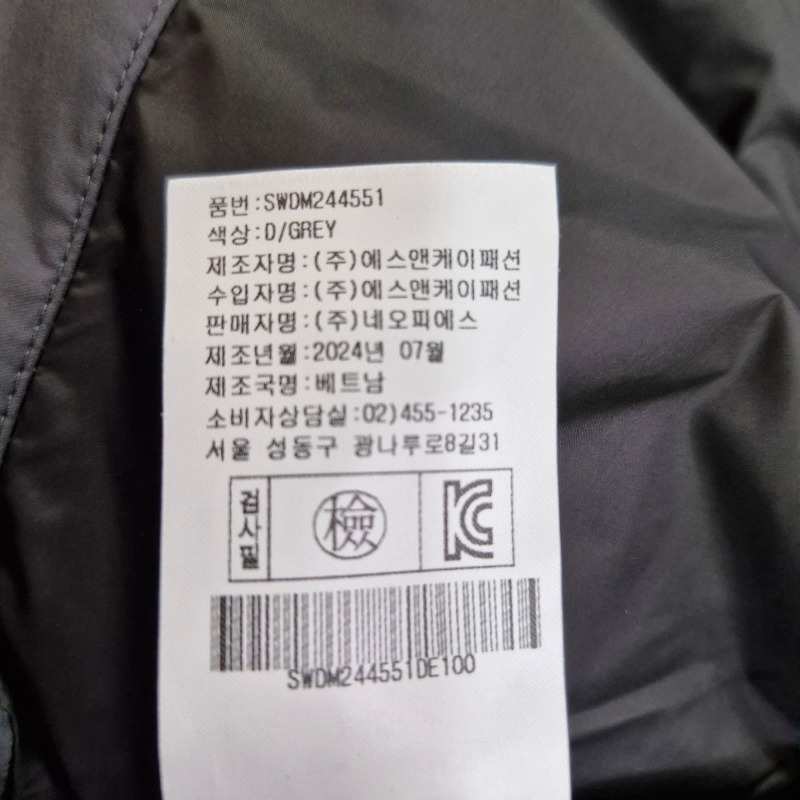 품번:SWDM244551
색상:D/GREY
제조자명:(주)에스앤케이패션
수입자명:(주)에스앤케이패션
판매자명:(주)네오피에스
제조년월:2024년 07월
제조국명:베트남
소비자상담실:02)455-1235
서울 성동구 광나루로8길31
검사필 檢 KC
SWDM244551DE100